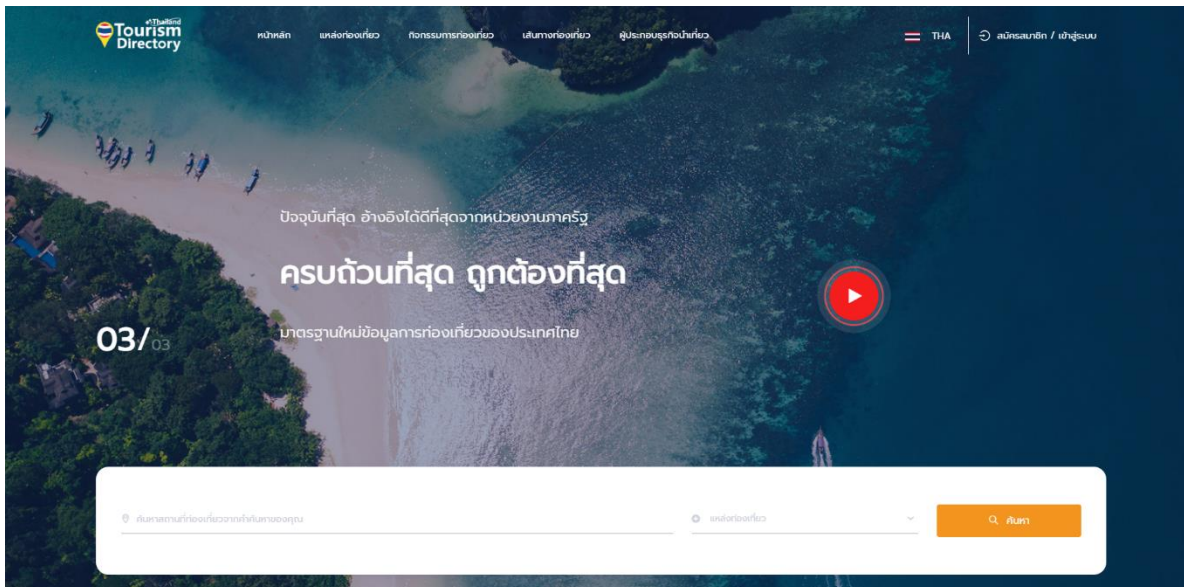 Thailand
Tourism
Directory
หน้าหลัก
แหล่งท่องเที่ยว
กิจกรรมการท่องเที่ยว
เส้นทางท่องเที่ยว
ผู้ประกอบธุรกิจนำเที่ยว
THA
สมัครสมาชิก / เข้าสู่ระบบ
ปัจจุบันที่สุด อ้างอิงได้ดีที่สุดจากหน่วยงานภาครัฐ
ครบถ้วนที่สุด ถูกต้องที่สุด
03/03
มาตรฐานใหม่ข้อมูลการท่องเที่ยวของประเทศไทย
ค้นหาสถานที่ท่องเที่ยวจากคำค้นหาของคุณ
แหล่งท่องเที่ยว
ค้นหา